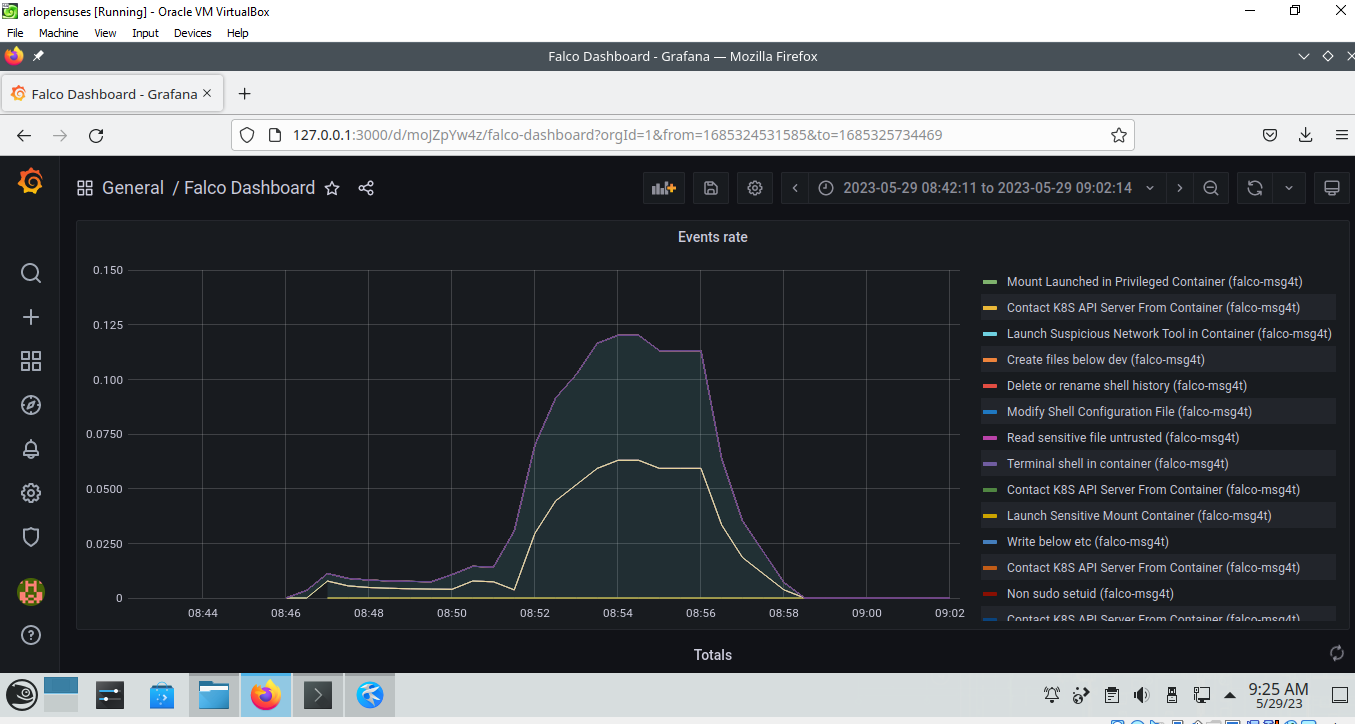 arlopensuses [Running] - Oracle VM VirtualBox
File Machine View Input Devices Help
Falco Dashboard - Grafana — Mozilla Firefox
Falco Dashboard - Grafana
127.0.0.1:3000/d/moJZpYw4z/falco-dashboard?orgId=1&from=1685324531585&to=1685325734469
General / Falco Dashboard
2023-05-29 08:42:11 to 2023-05-29 09:02:14
Events rate
0.150
0.125
0.100
0.0750
0.0500
0.0250
0
08:44 08:46 08:48 08:50 08:52 08:54 08:56 08:58 09:00 09:02
Mount Launched in Privileged Container (falco-msg4t)
Contact K8S API Server From Container (falco-msg4t)
Launch Suspicious Network Tool in Container (falco-msg4t)
Create files below dev (falco-msg4t)
Delete or rename shell history (falco-msg4t)
Modify Shell Configuration File (falco-msg4t)
Read sensitive file untrusted (falco-msg4t)
Terminal shell in container (falco-msg4t)
Contact K8S API Server From Container (falco-msg4t)
Launch Sensitive Mount Container (falco-msg4t)
Write below etc (falco-msg4t)
Contact K8S API Server From Container (falco-msg4t)
Non sudo setuid (falco-msg4t)
Contact K8S API Server From Container (falco-msg4t)
Totals
9:25 AM
5/29/23